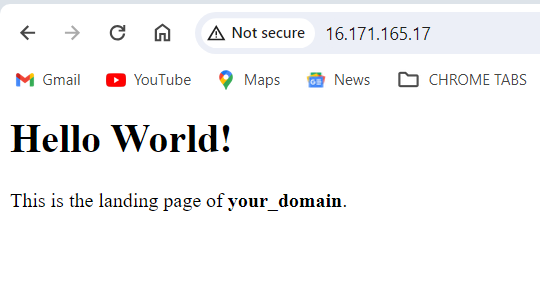 Not secure 16.171.165.17
Gmail YouTube Maps News CHROME TABS
Hello World!
This is the landing page of your_domain.